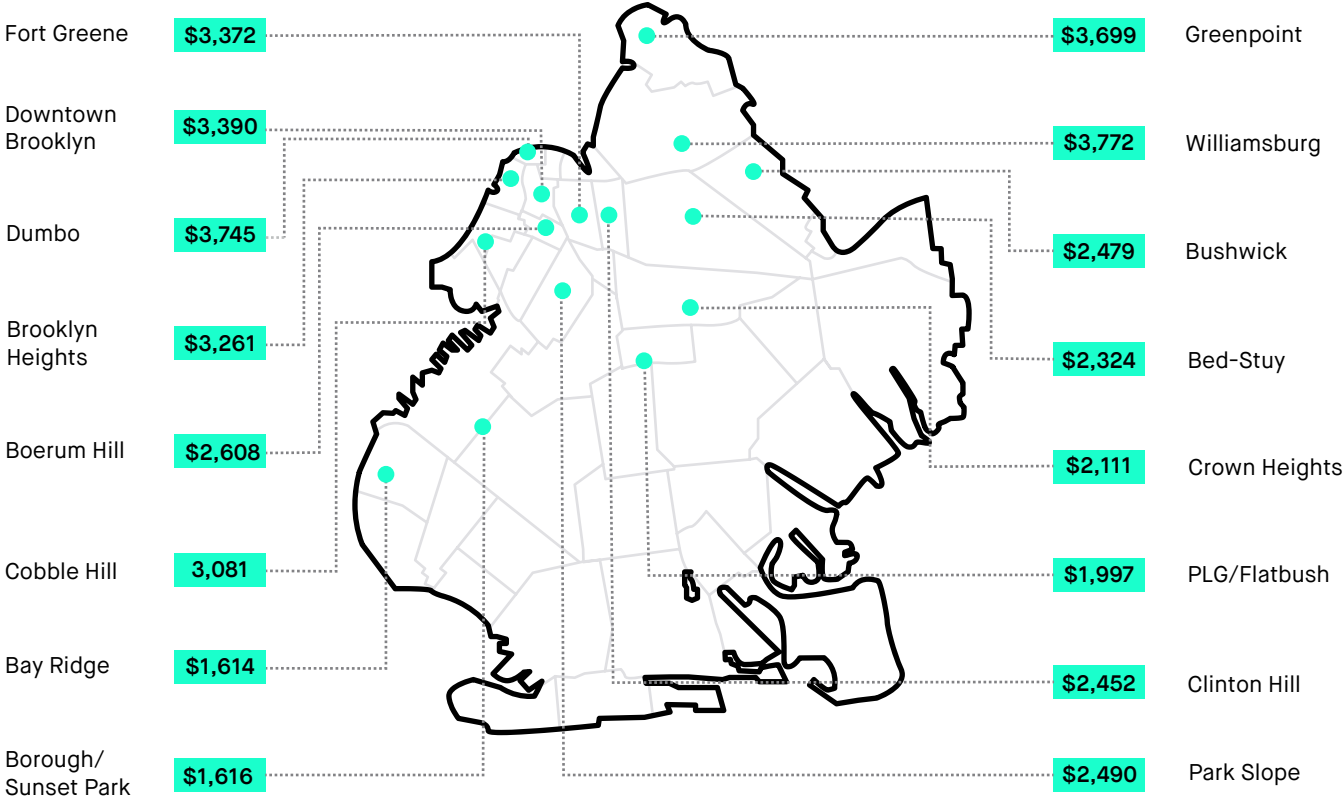 Fort Greene
$3,372
Downtown
Brooklyn
$3,390
Dumbo
$3,745
Brooklyn
Heights
$3,261
Boerum Hill
$2,608
Cobble Hill
3,081
Bay Ridge
$1,614
Borough/
Sunset Park
$1,616
$3,699
Greenpoint
$3,772
Williamsburg
$2,479
Bushwick
$2,324
Bed-Stuy
$2,111
Crown Heights
$1,997
PLG/Flatbush
$2,452
Clinton Hill
$2,490
Park Slope